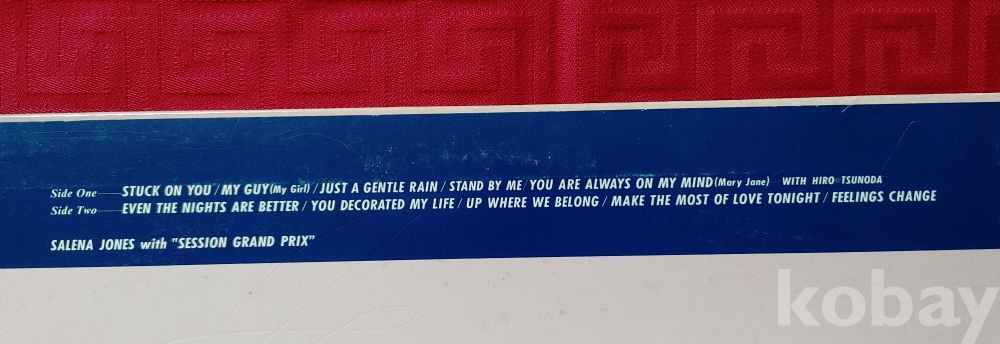 Side One STUCK ON YOU / MY GUY (My Girl) / JUST A GENTLE RAIN / STAND BY ME / YOU ARE ALWAYS ON MY MIND (Mary Jane) WITH HIRO TSUNODA
Side Two EVEN THE NIGHTS ARE BETTER / YOU DECORATED MY LIFE / UP WHERE WE BELONG / MAKE THE MOST OF LOVE TONIGHT / FEELINGS CHANGE
SALENA JONES with "SESSION GRAND PRIX"
kobay